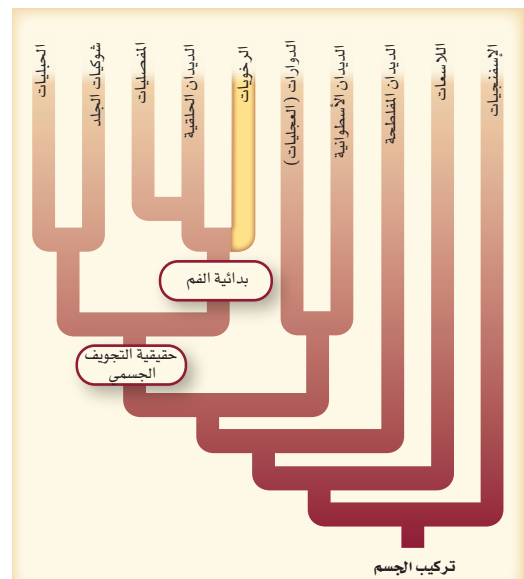 الإسفنجيات
اللاسعات
الديدان المفلطحة
الديدان الأسطوانية
الدوارات (العجليات)
الرخويات
الديدان الحلقية
المفصليات
شوكيات الجلد
الحبليات
بدائية الفم
حقيقية التجويف
الجسمي
تركيب الجسم